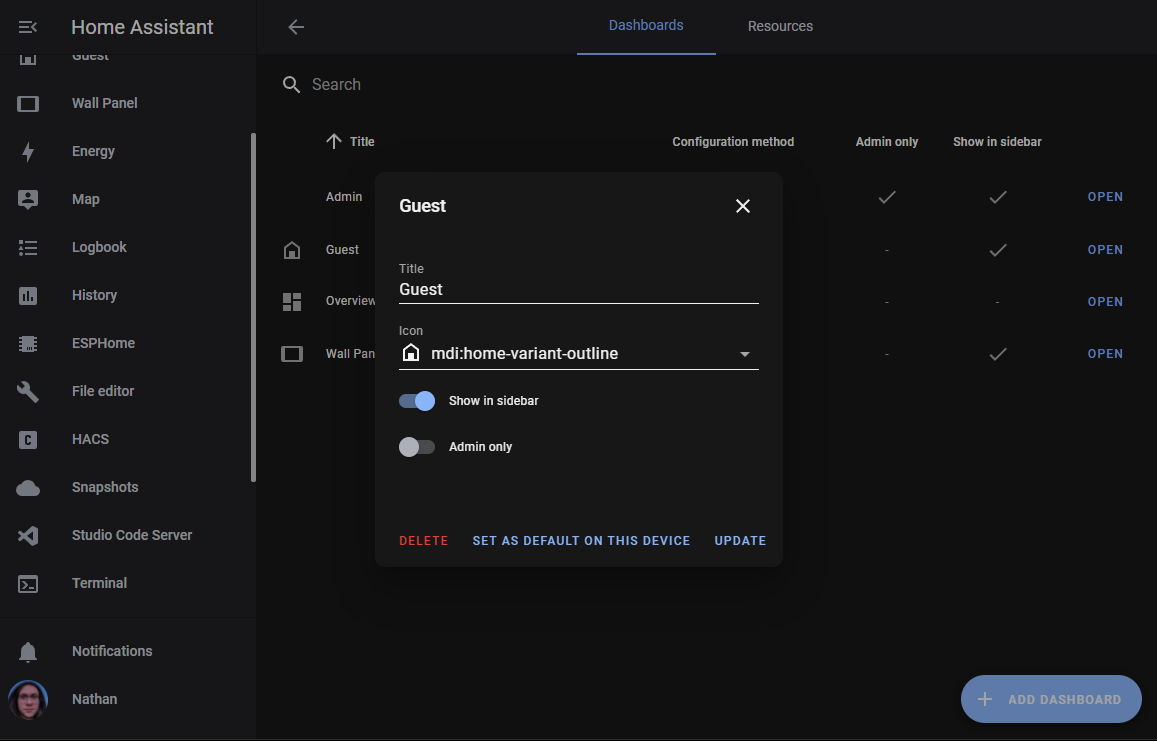 Home Assistant
Guest
Wall Panel
Energy
Map
Logbook
History
ESPHome
File editor
HACS
Snapshots
Studio Code Server
Terminal
Notifications
Nathan
Dashboards Resources
Search
Title Configuration method Admin only Show in sidebar
Admin OPEN
Guest - OPEN
Overview - - OPEN
Wall Pan - OPEN
Guest
Title
Guest
Icon
mdi:home-variant-outline
Show in sidebar
Admin only
DELETE SET AS DEFAULT ON THIS DEVICE UPDATE
ADD DASHBOARD